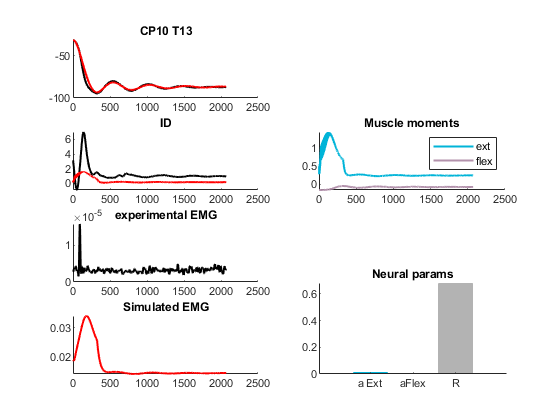 CP10 T13
-50
-100
0 500 1000 1500 2000 2500
ID
6
4
2
0
0 500 1000 1500 2000 2500
×10⁻⁵ experimental EMG
1
0
0 500 1000 1500 2000 2500
Simulated EMG
0.03
0.02
0 500 1000 1500 2000 2500
Muscle moments
1
0.5
0
ext
flex
0 500 1000 1500 2000 2500
Neural params
0.6
0.4
0.2
0
a Ext aFlex R